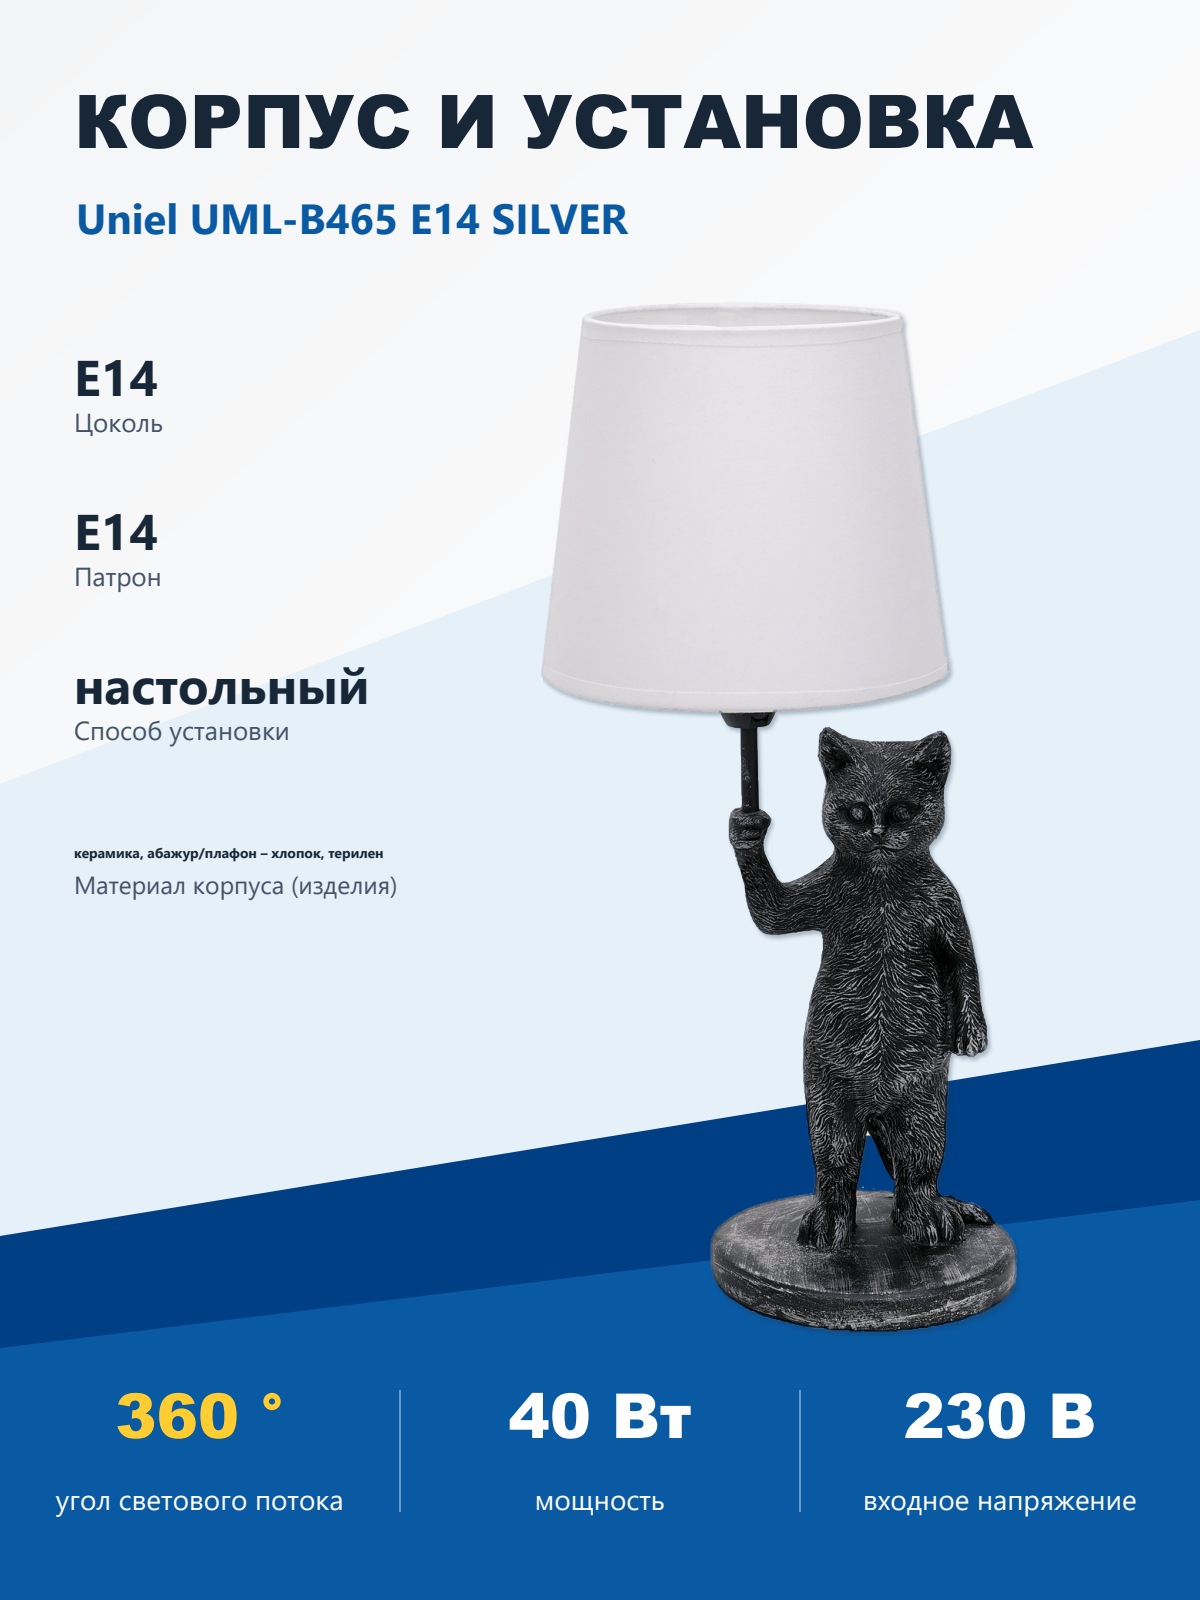 КОРПУС И УСТАНОВКА
Uniel UML-B465 E14 SILVER
E14
Цоколь
E14
Патрон
настольный
Способ установки
керамика, абажур/плафон – хлопок, терилен
Материал корпуса (изделия)
360 °
угол светового потока
40 Вт
мощность
230 В
входное напряжение